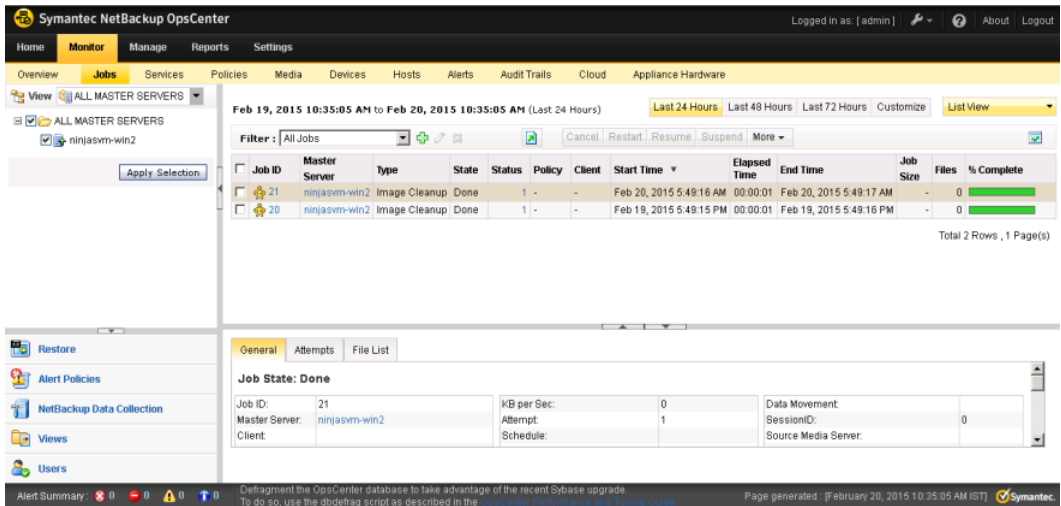 Symantec NetBackup OpsCenter
Logged in as: [ admin ] About Logout
Home Monitor Manage Reports Settings
Overview Jobs Services Policies Media Devices Hosts Alerts Audit Trails Cloud Appliance Hardware
View ALL MASTER SERVERS
ALL MASTER SERVERS
ninjasvm-win2
Apply Selection
Feb 19, 2015 10:35:05 AM to Feb 20, 2015 10:35:05 AM (Last 24 Hours)
Last 24 Hours Last 48 Hours Last 72 Hours Customize List View
Filter : All Jobs Cancel Restart Resume Suspend More
Job ID Master Server Type State Status Policy Client Start Time Elapsed Time End Time Job Size Files % Complete
21 ninjasvm-win2 Image Cleanup Done 1 - - Feb 20, 2015 5:49:16 AM 00:00:01 Feb 20, 2015 5:49:17 AM - 0
20 ninjasvm-win2 Image Cleanup Done 1 - - Feb 19, 2015 5:49:15 PM 00:00:01 Feb 19, 2015 5:49:16 PM - 0
Total 2 Rows , 1 Page(s)
Restore
Alert Policies
NetBackup Data Collection
Views
Users
General Attempts File List
Job State: Done
Job ID: 21 KB per Sec: 0 Data Movement:
Master Server: ninjasvm-win2 Attempt: 1 SessionID: 0
Client: Schedule: Source Media Server:
Alert Summary: 0 0 0 0
Defragment the OpsCenter database to take advantage of the recent Sybase upgrade.
To do so, use the dbdefrag script as described in the OpsCenter Performance and Tuning Guide.
Page generated : [February 20, 2015 10:35:05 AM IST] Symantec.